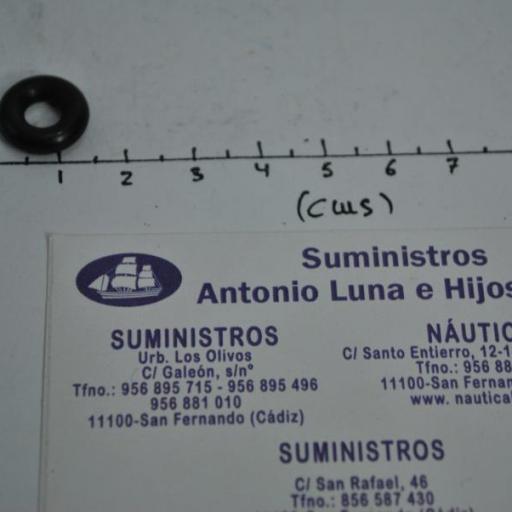 1 2 3 4 5 6 7
(cms)
Suministros
Antonio Luna e Hijos
SUMINISTROS
Urb. Los Olivos
C/ Galeón, s/nº
Tfno.: 956 895 715 - 956 895 496
956 881 010
11100-San Fernando (Cádiz)
NÁUTIC
C/ Santo Entierro, 12-1
Tfno.: 956 88
11100-San Fernan
www. nautical
SUMINISTROS
C/ San Rafael, 46
Tfno.: 856 587 430